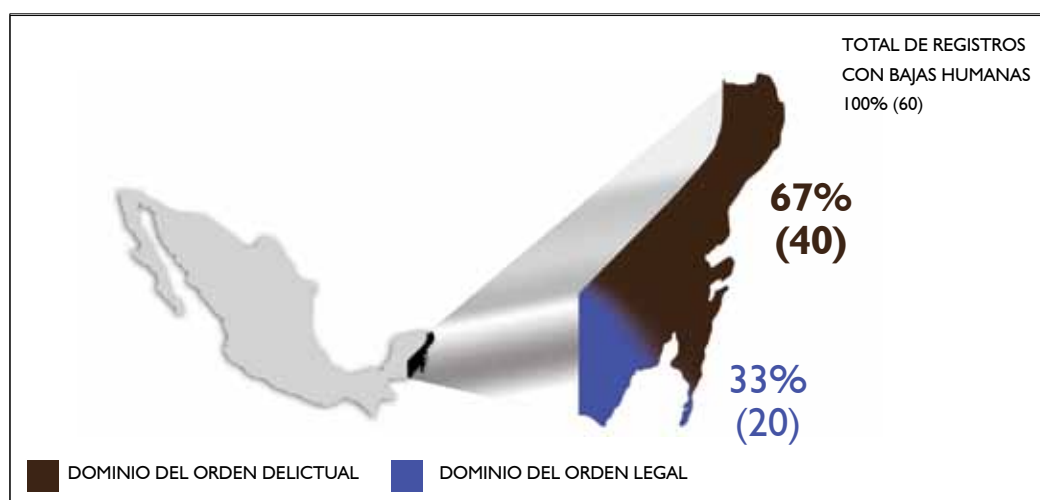 TOTAL DE REGISTROS
CON BAJAS HUMANAS
100% (60)
67%
(40)
33%
(20)
DOMINIO DEL ORDEN DELICTUAL
DOMINIO DEL ORDEN LEGAL